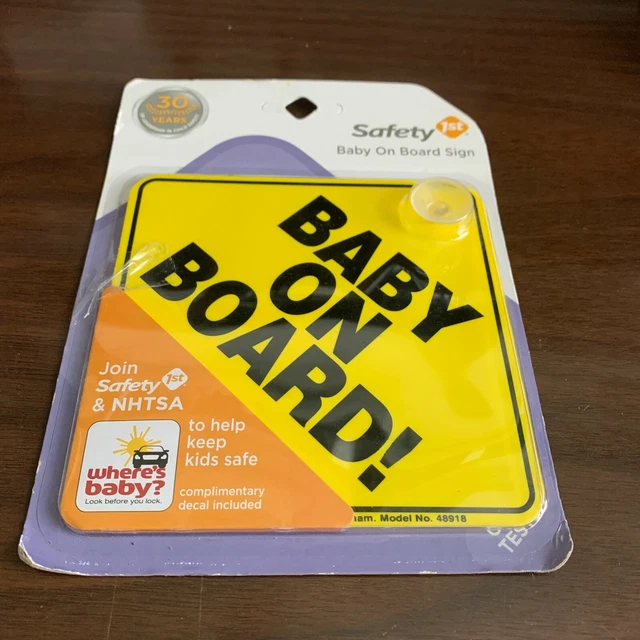 30
YEARS
Safety 1st
Baby On Board Sign
BABY
ON
BOARD!
Join
Safety 1st
& NHTSA
to help
keep
kids safe
where's
baby?
Look before you lock.
complimentary
decal included
ham. Model No. 48918